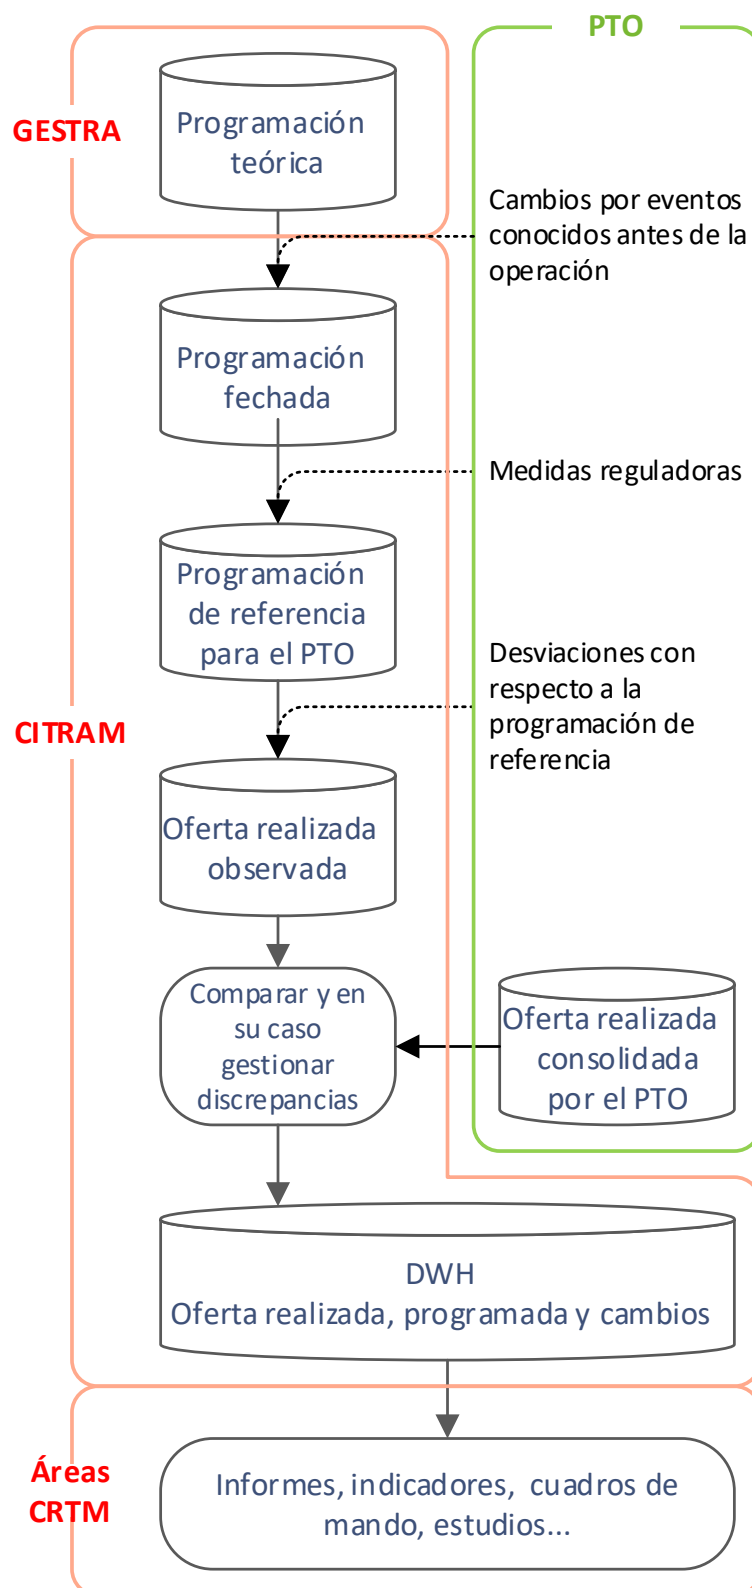 PTO
GESTRA
Programación
teórica
Cambios por eventos
conocidos antes de la
operación
Programación
fechada
Medidas reguladoras
Programación
de referencia
para el PTO
Desviaciones con
respecto a la
programación de
referencia
CITRAM
Oferta realizada
observada
Comparar y en
su caso
gestionar
discrepancias
Oferta realizada
consolidada
por el PTO
DWH
Oferta realizada, programada y cambios
Áreas
CRTM
Informes, indicadores, cuadros de
mando, estudios...